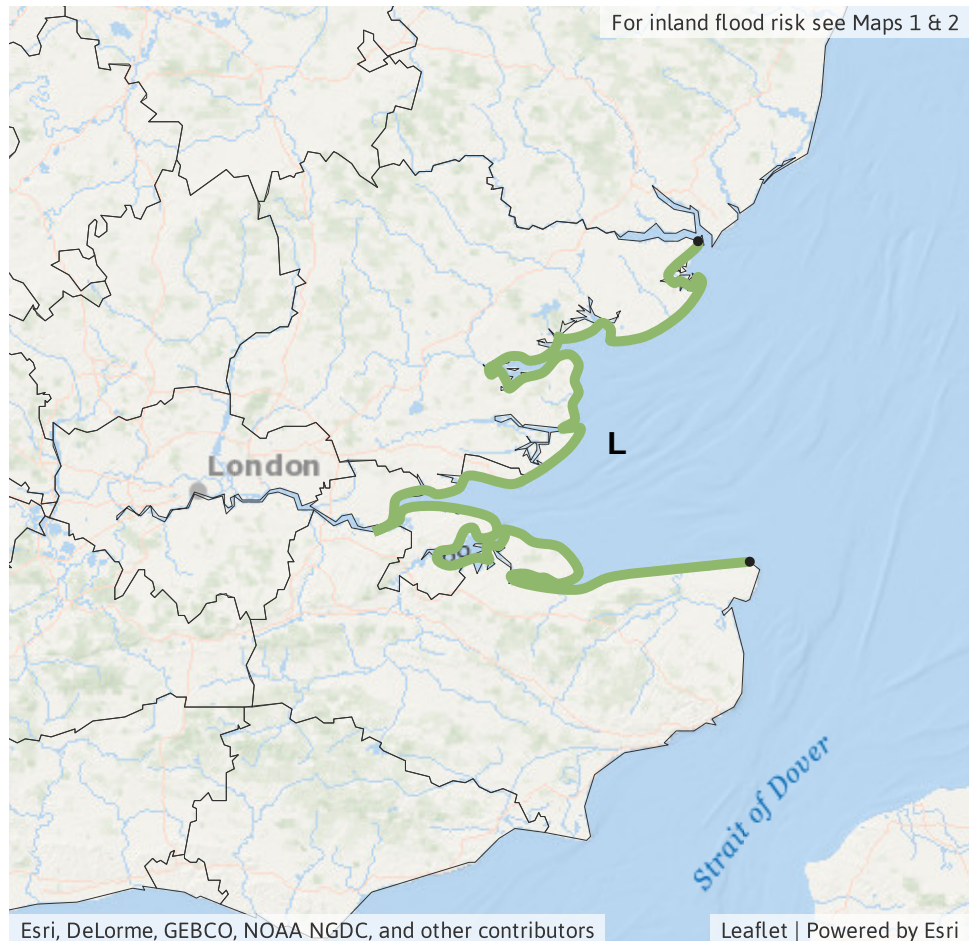 For inland flood risk see Maps 1 & 2
L
London
Strait of Dover
Esri, DeLorme, GEBCO, NOAA NGDC, and other contributors
Leaflet | Powered by Esri